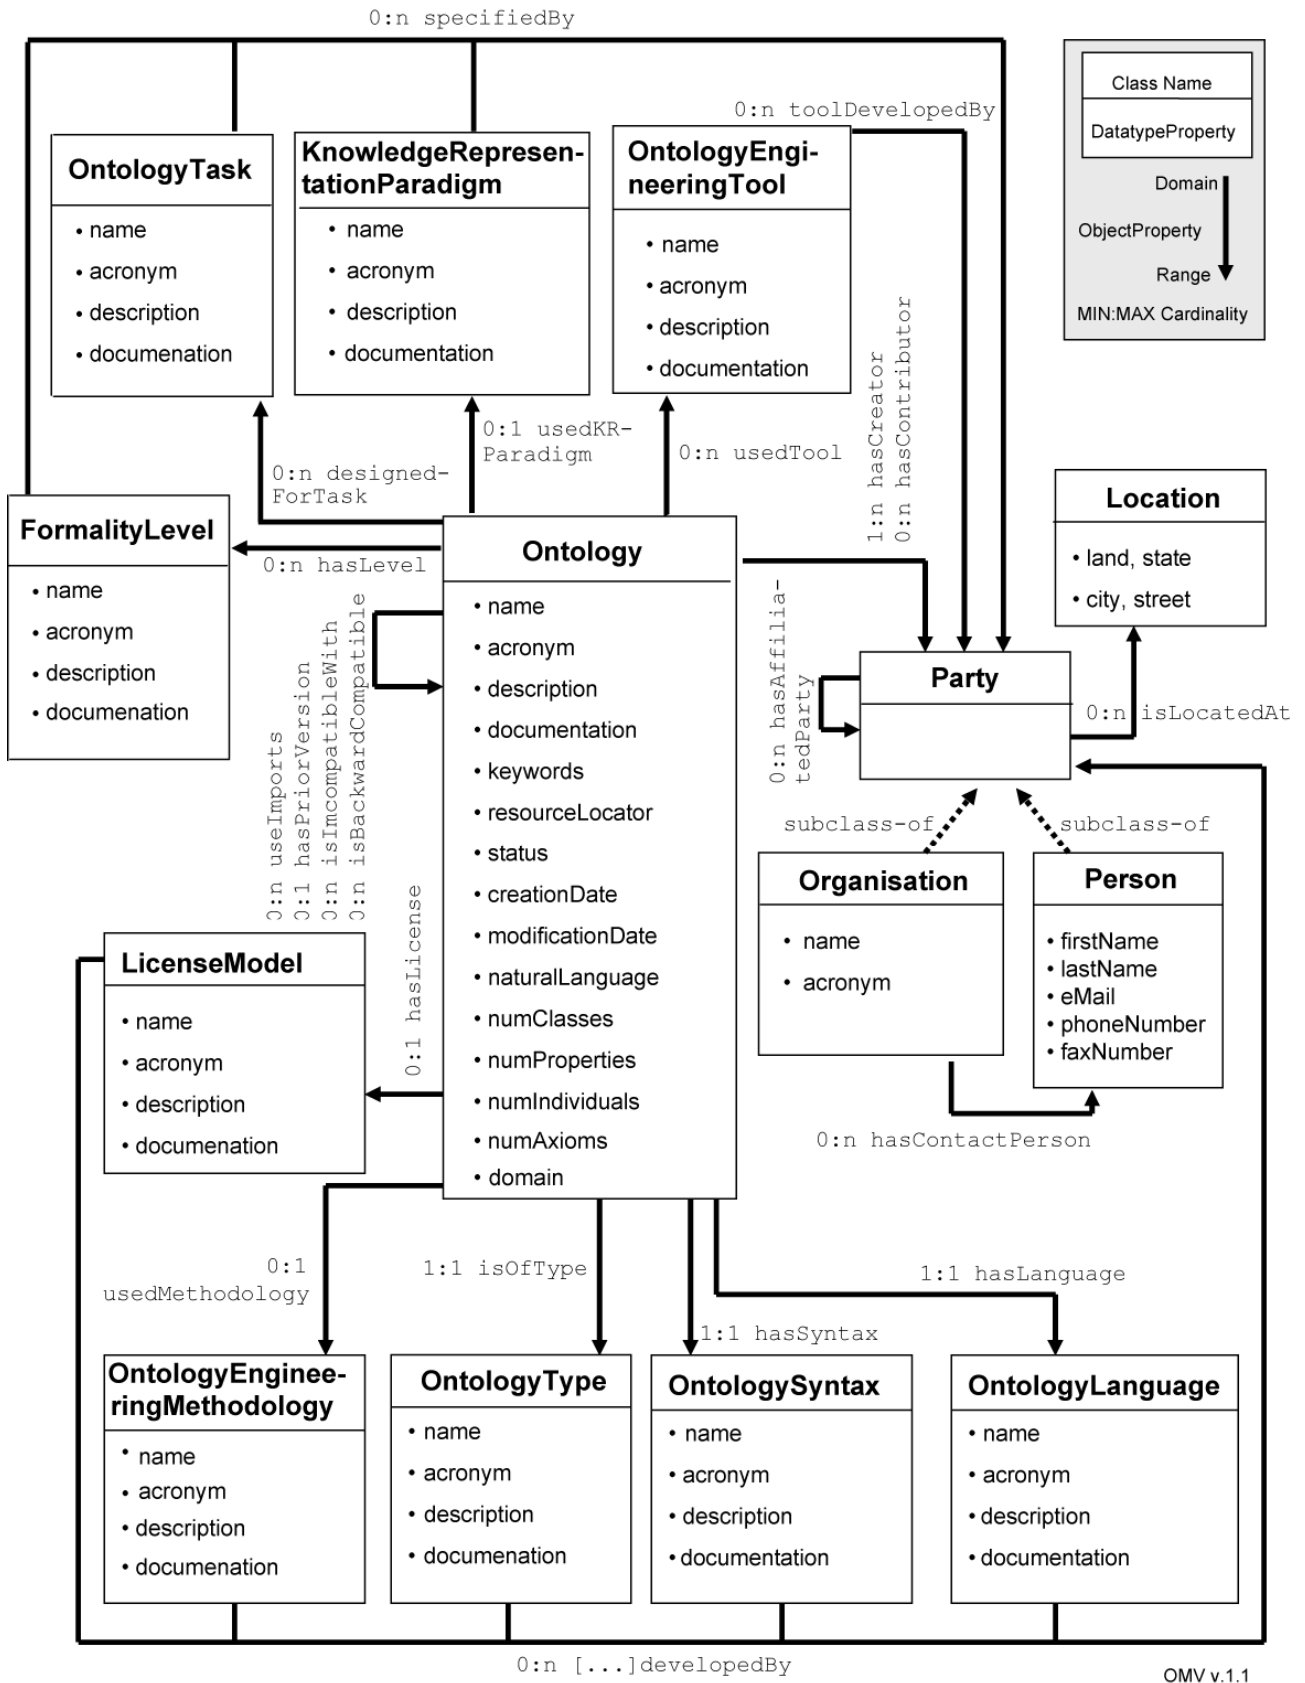 0:n specifiedBy
Class Name
DatatypeProperty
Domain
ObjectProperty
Range
MIN:MAX Cardinality
0:n toolDevelopedBy
OntologyTask
• name
• acronym
• description
• documenation
KnowledgeRepresen-
tationParadigm
• name
• acronym
• description
• documentation
OntologyEngi-
neeringTool
• name
• acronym
• description
• documentation
1:n hasCreator
0:n hasContributor
0:n designed-
ForTask
0:1 usedKR-
Paradigm
0:n usedTool
FormalityLevel
• name
• acronym
• description
• documenation
0:n hasLevel
Ontology
• name
• acronym
• description
• documentation
• keywords
• resourceLocator
• status
• creationDate
• modificationDate
• naturalLanguage
• numClasses
• numProperties
• numIndividuals
• numAxioms
• domain
Location
• land, state
• city, street
0:n useImports
0:1 hasPriorVersion
0:n isImcompatibleWith
0:n isBackwardCompatible
0:n hasAffilia-
tedParty
Party
0:n isLocatedAt
subclass-of
subclass-of
Organisation
• name
• acronym
Person
• firstName
• lastName
• eMail
• phoneNumber
• faxNumber
0:n hasContactPerson
0:1 hasLicense
LicenseModel
• name
• acronym
• description
• documenation
0:1
usedMethodology
1:1 isOfType
1:1 hasSyntax
1:1 hasLanguage
OntologyEnginee-
ringMethodology
• name
• acronym
• description
• documenation
OntologyType
• name
• acronym
• description
• documenation
OntologySyntax
• name
• acronym
• description
• documentation
OntologyLanguage
• name
• acronym
• description
• documentation
0:n [...]developedBy
OMV v.1.1